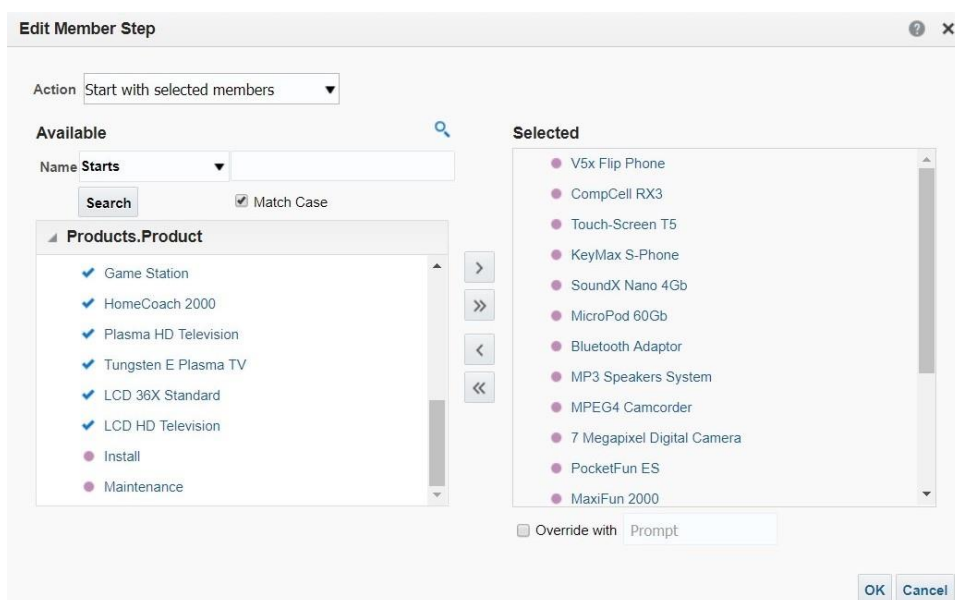 Edit Member Step
Action Start with selected members
Available
Name Starts
Search Match Case
Products.Product
Game Station
HomeCoach 2000
Plasma HD Television
Tungsten E Plasma TV
LCD 36X Standard
LCD HD Television
Install
Maintenance
Selected
V5x Flip Phone
CompCell RX3
Touch-Screen T5
KeyMax S-Phone
SoundX Nano 4Gb
MicroPod 60Gb
Bluetooth Adaptor
MP3 Speakers System
MPEG4 Camcorder
7 Megapixel Digital Camera
PocketFun ES
MaxiFun 2000
Override with Prompt
OK Cancel